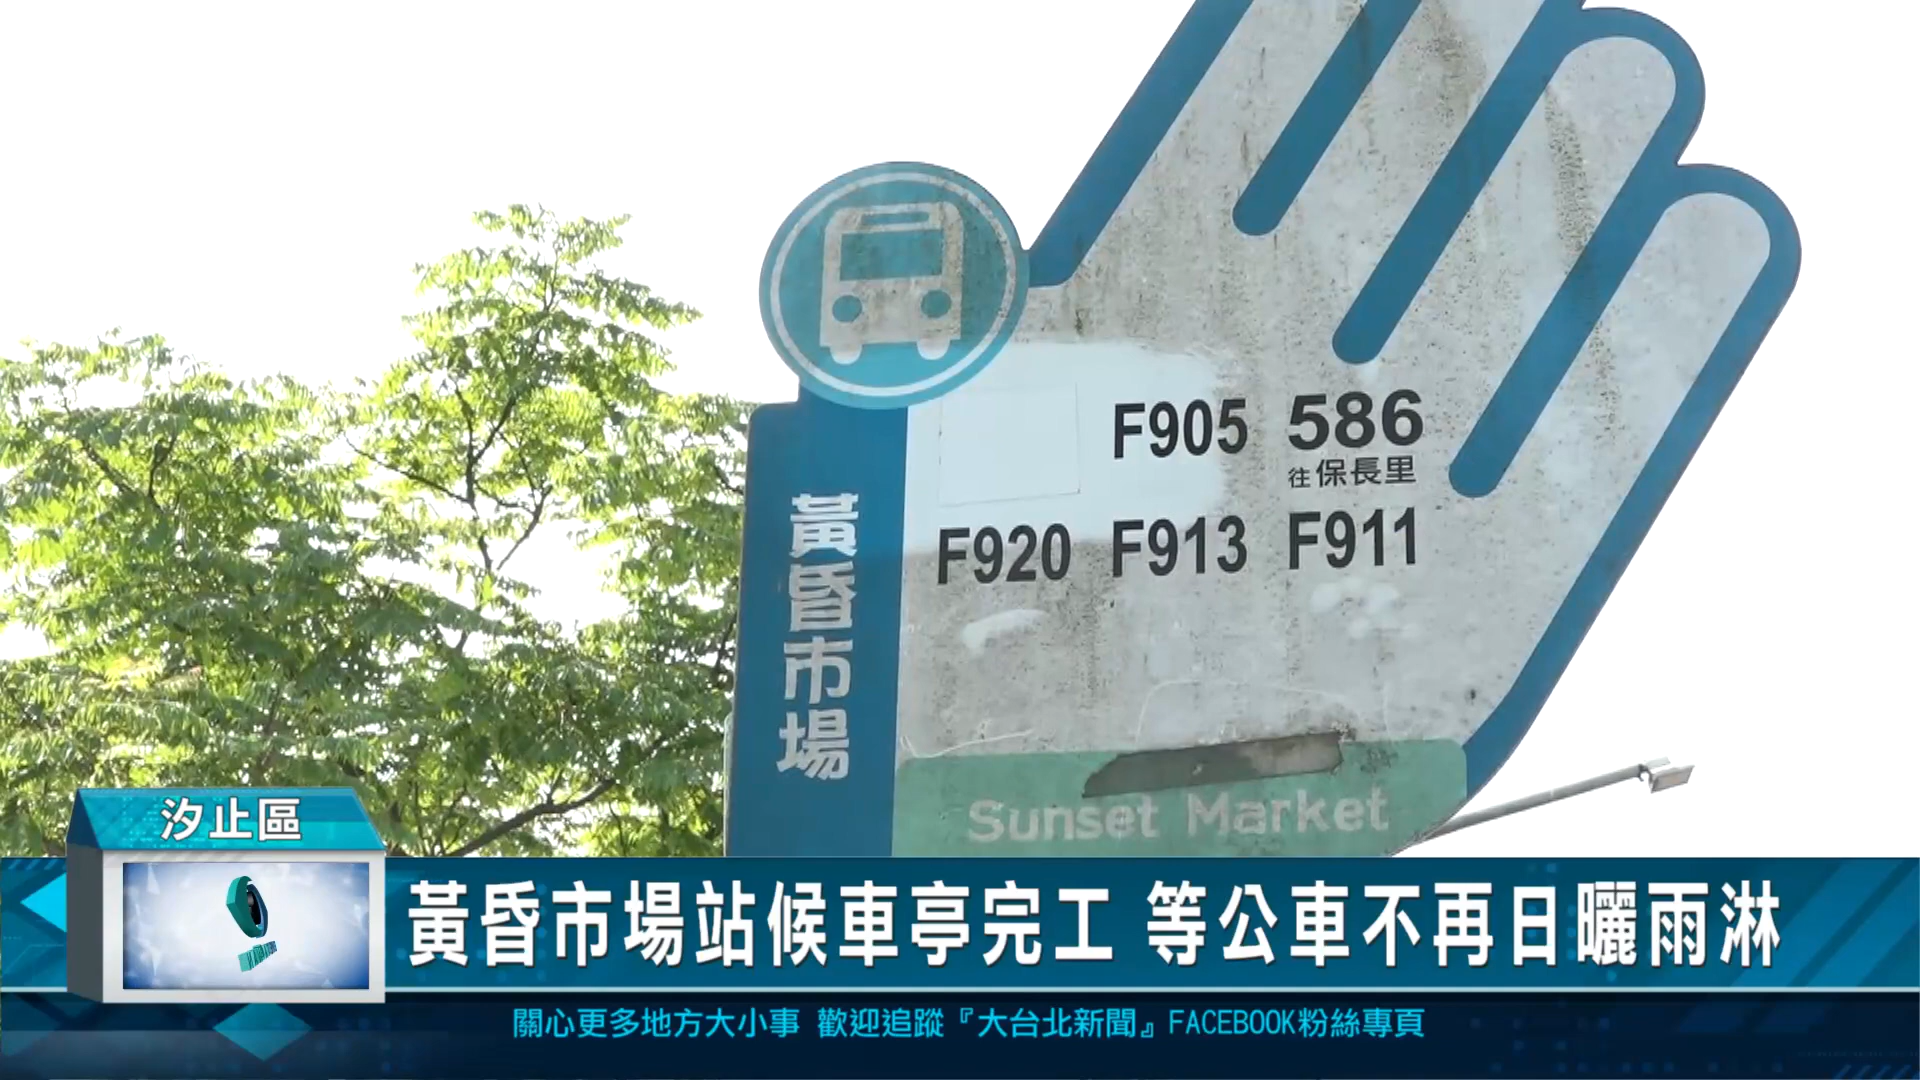 F905 586
往保長里
F920 F913 F911
黃昏市場
Sunset Market
汐止區
黃昏市場站候車亭完工 等公車不再日曬雨淋
關心更多地方大小事 歡迎追蹤『大台北新聞』FACEBOOK粉絲專頁